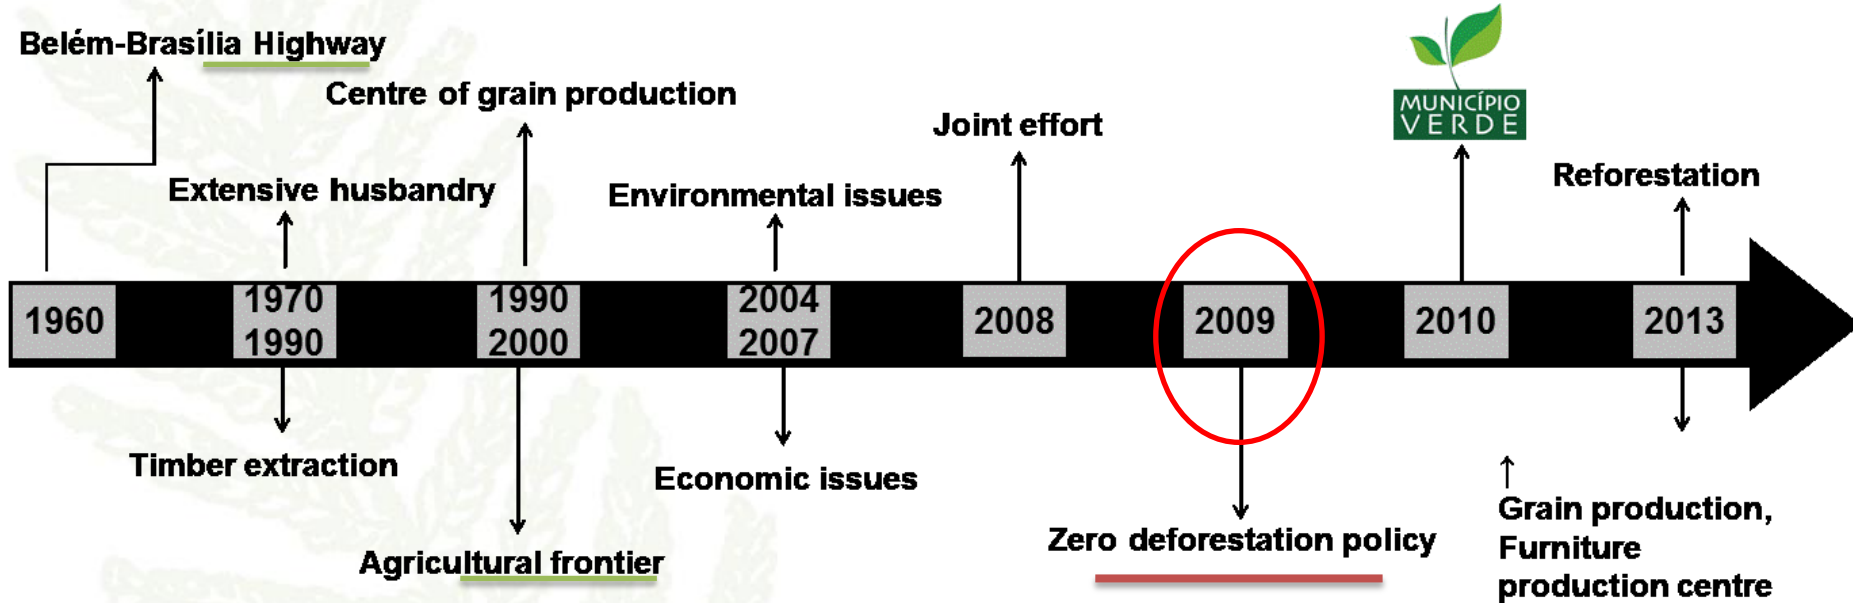 Belém-Brasília Highway
Centre of grain production
MUNICÍPIO
VERDE
Joint effort
Reforestation
Extensive husbandry
Environmental issues
1960
1970
1990
1990
2000
2004
2007
2008
2009
2010
2013
Timber extraction
Economic issues
Agricultural frontier
Zero deforestation policy
↑
Grain production,
Furniture
production centre